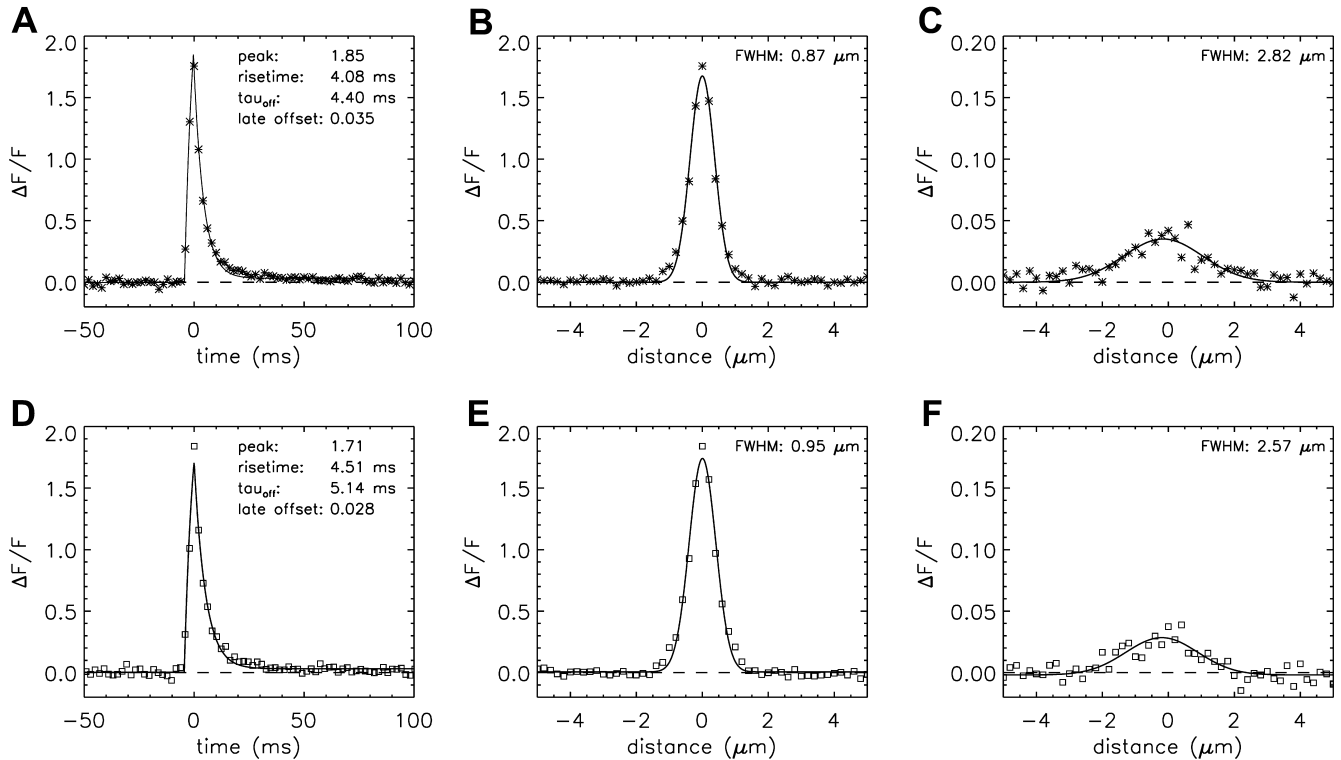 A
2.0
1.5
1.0
0.5
0.0
ΔF/F
peak: 1.85
risetime: 4.08 ms
tau_off: 4.40 ms
late offset: 0.035
−50 0 50 100
time (ms)
B
2.0
1.5
1.0
0.5
0.0
ΔF/F
FWHM: 0.87 μm
−4 −2 0 2 4
distance (μm)
C
0.20
0.15
0.10
0.05
0.00
ΔF/F
FWHM: 2.82 μm
−4 −2 0 2 4
distance (μm)
D
2.0
1.5
1.0
0.5
0.0
ΔF/F
peak: 1.71
risetime: 4.51 ms
tau_off: 5.14 ms
late offset: 0.028
−50 0 50 100
time (ms)
E
2.0
1.5
1.0
0.5
0.0
ΔF/F
FWHM: 0.95 μm
−4 −2 0 2 4
distance (μm)
F
0.20
0.15
0.10
0.05
0.00
ΔF/F
FWHM: 2.57 μm
−4 −2 0 2 4
distance (μm)